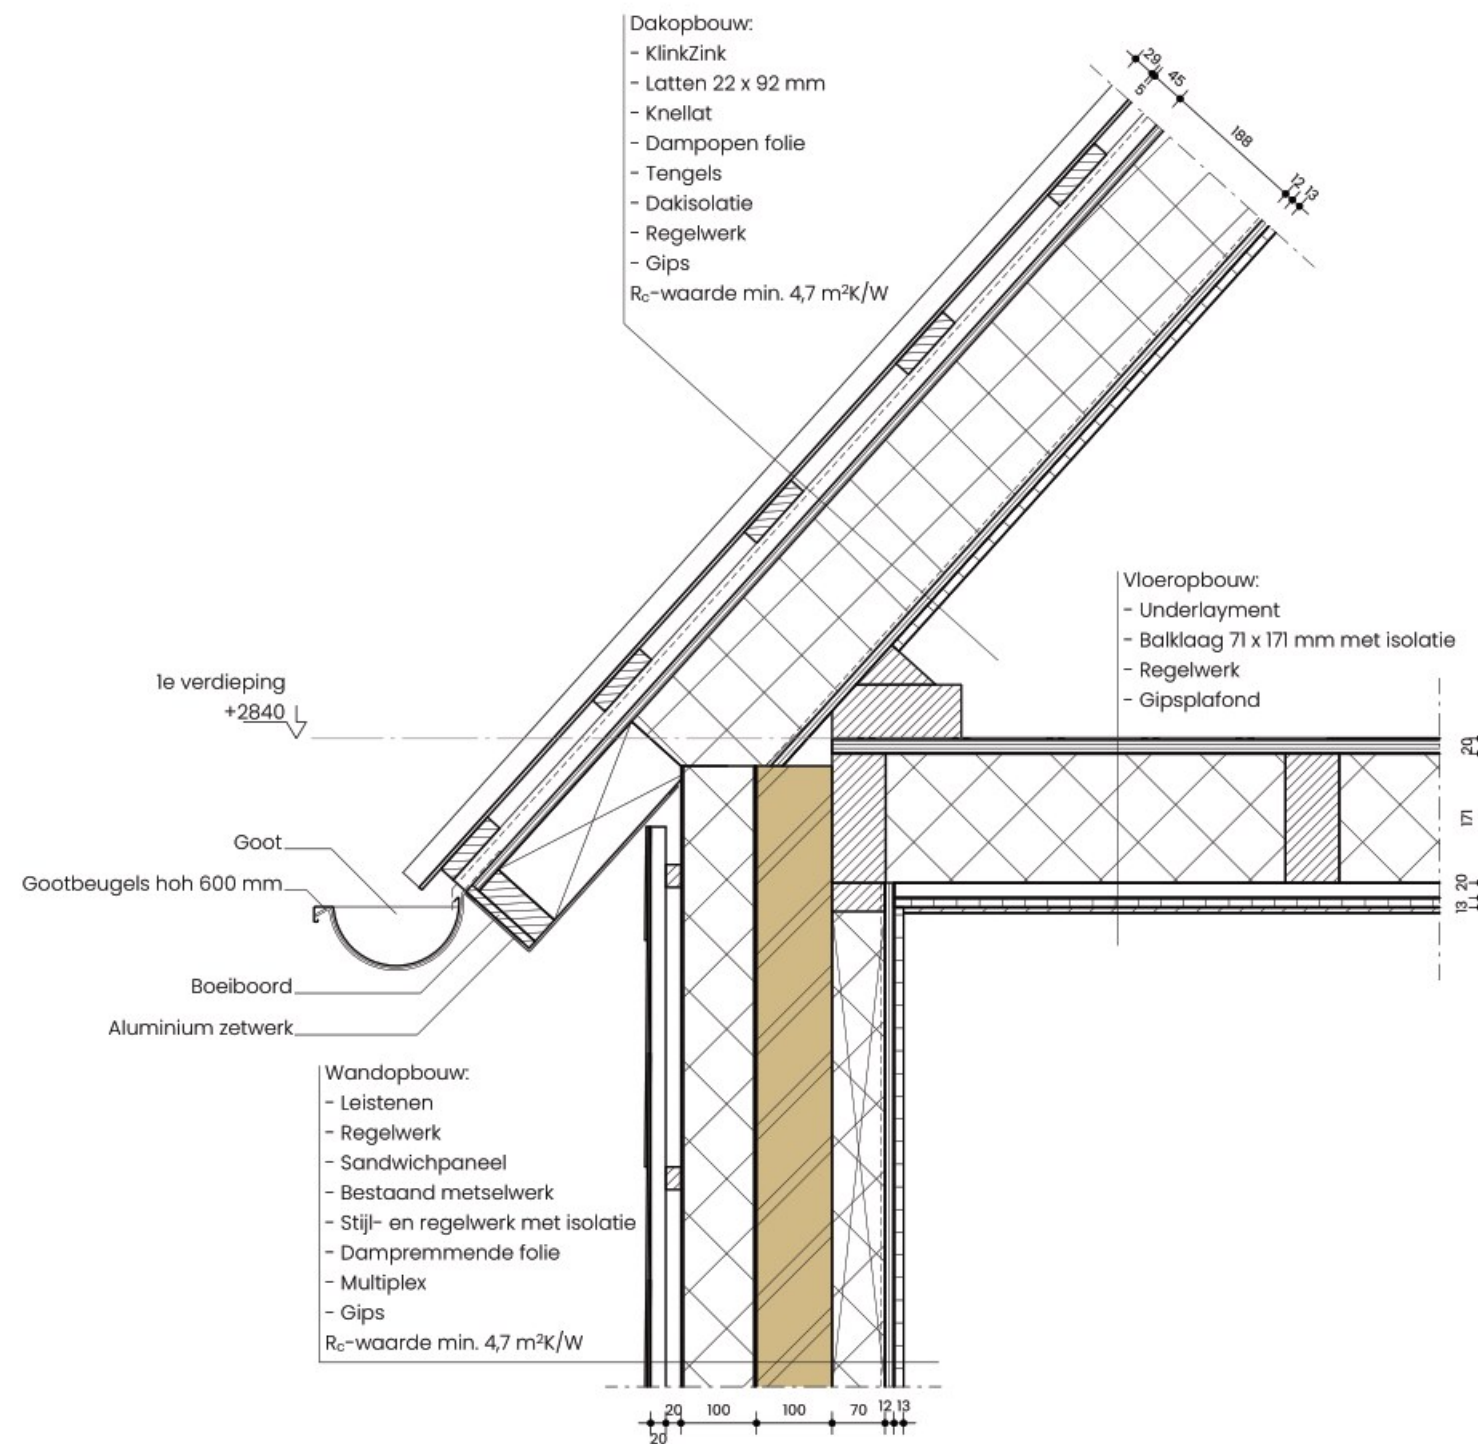 Dakopbouw:
- KlinkZink
- Latten 22 x 92 mm
- Knellat
- Dampopen folie
- Tengels
- Dakisolatie
- Regelwerk
- Gips
Rc-waarde min. 4,7 m²K/W
29
5
45
188
12
13
Vloeropbouw:
- Underlayment
- Balklaag 71 x 171 mm met isolatie
- Regelwerk
- Gipsplafond
1e verdieping
+2840
20
171
20
13
Goot
Gootbeugels hoh 600 mm
Boeiboord
Aluminium zetwerk
Wandopbouw:
- Leistenen
- Regelwerk
- Sandwichpaneel
- Bestaand metselwerk
- Stijl- en regelwerk met isolatie
- Dampremmende folie
- Multiplex
- Gips
Rc-waarde min. 4,7 m²K/W
20 100 100 70 12 13
20